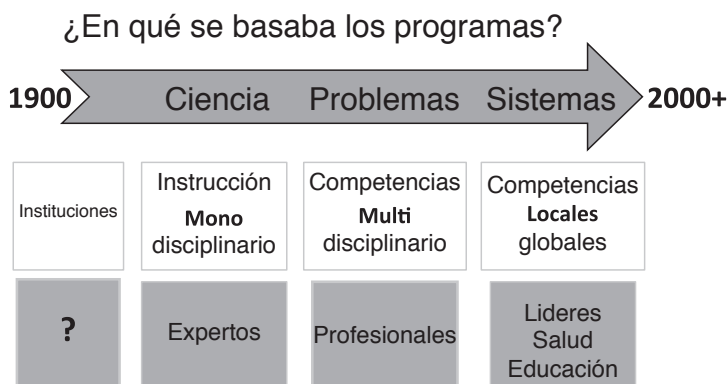 ¿En qué se basaba los programas?
1900 Ciencia Problemas Sistemas 2000+
Instituciones
Instrucción
Mono
disciplinario
Competencias
Multi
disciplinario
Competencias
Locales
globales
?
Expertos
Profesionales
Lideres
Salud
Educación